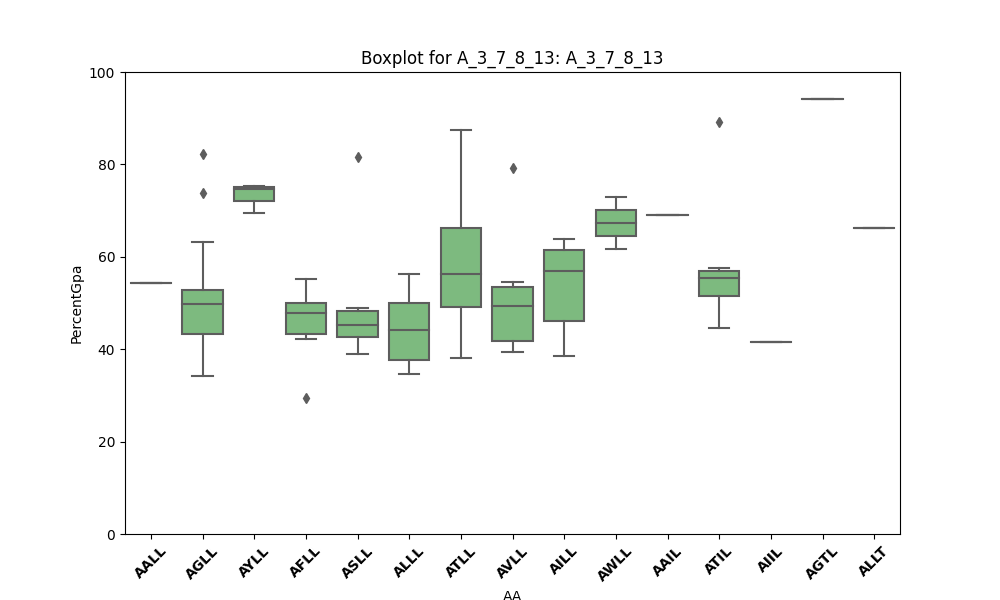 Boxplot for A_3_7_8_13: A_3_7_8_13
PercentGpa
100
80
60
40
20
0
AALL AGLL AYLL AFLL ASLL ALLL ATLL AVLL AILL AWLL AAIL ATIL AIIL AGTL ALLT
AA